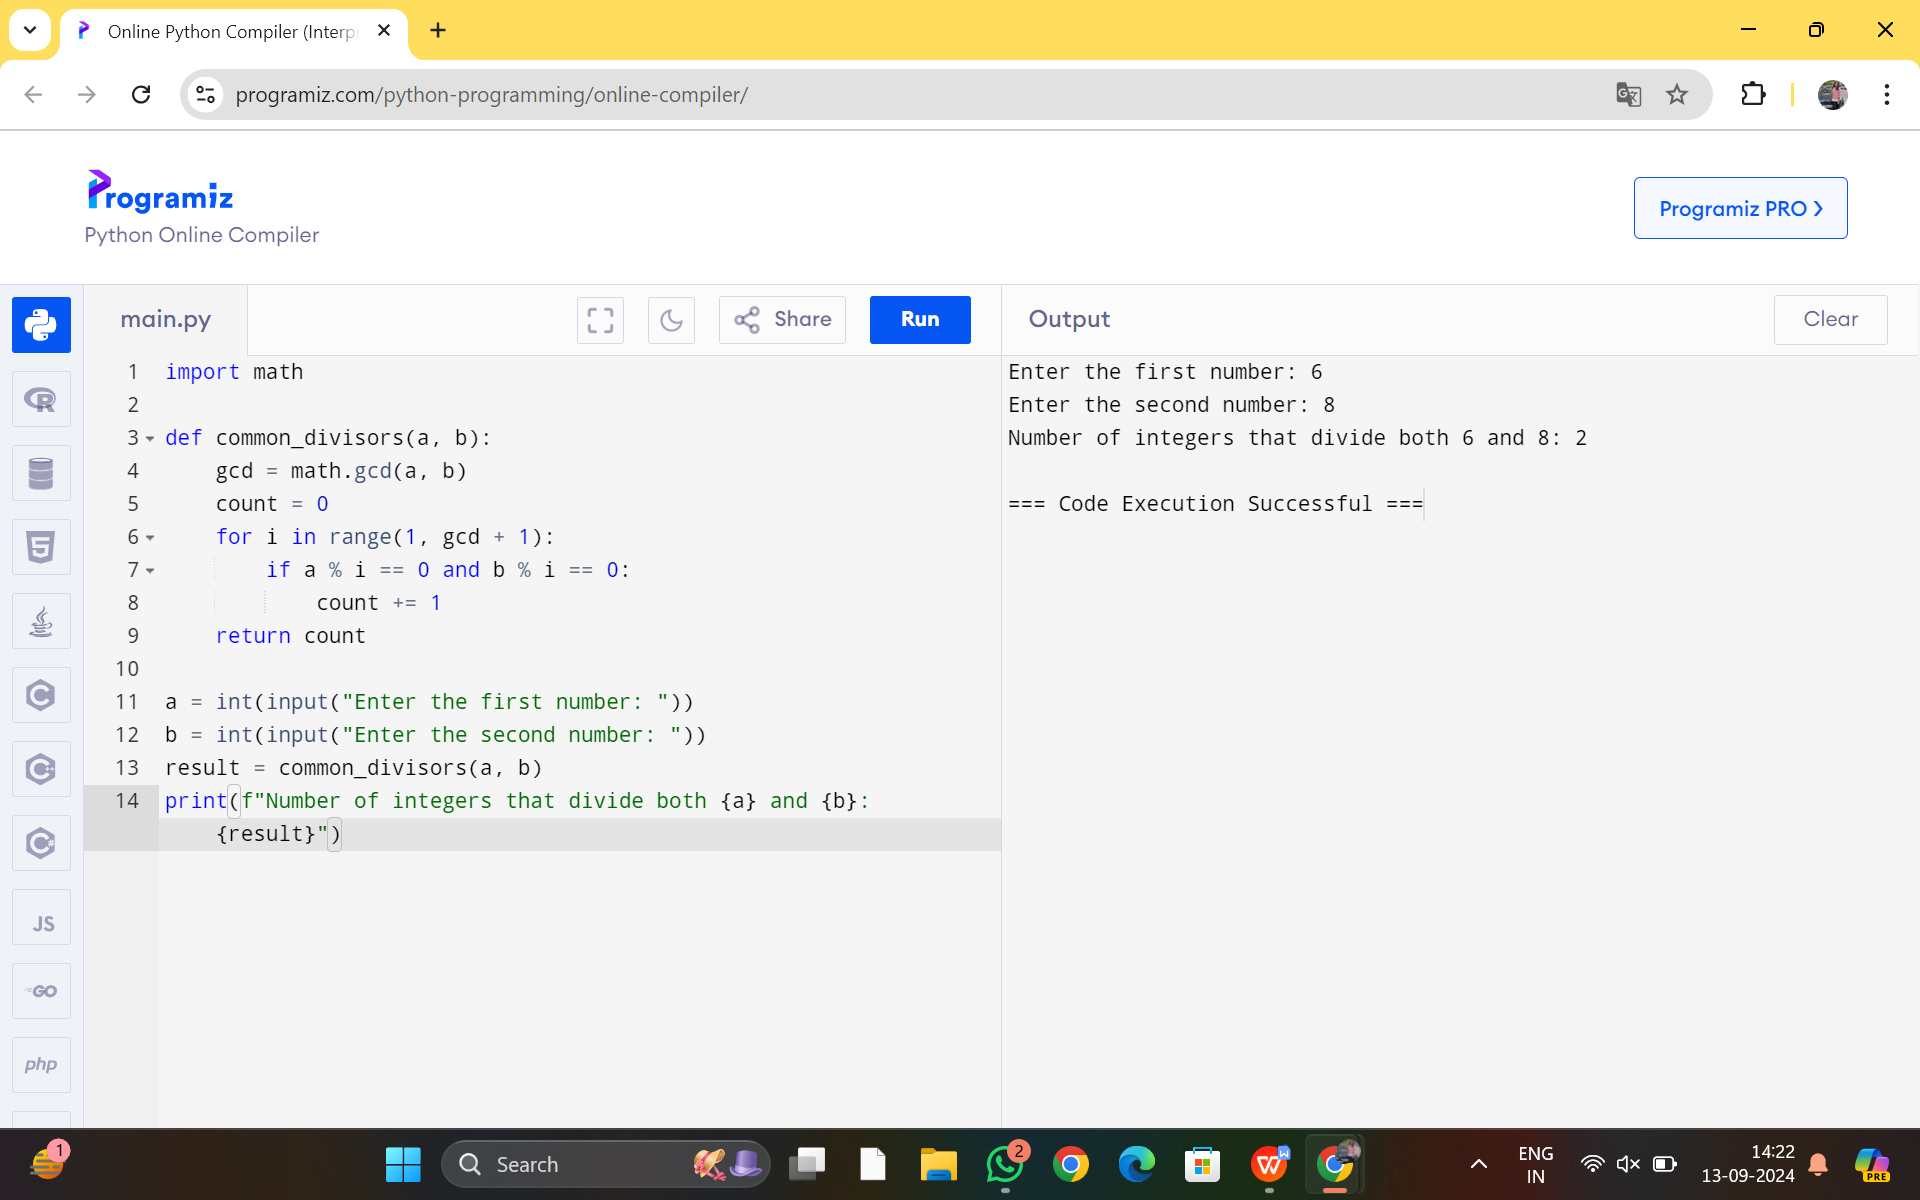 Online Python Compiler (Interp
programiz.com/python-programming/online-compiler/
Programiz
Python Online Compiler
Programiz PRO
main.py
Share
Run
Output
Clear
1 import math
2
3 def common_divisors(a, b):
4     gcd = math.gcd(a, b)
5     count = 0
6     for i in range(1, gcd + 1):
7         if a % i == 0 and b % i == 0:
8             count += 1
9     return count
10
11 a = int(input("Enter the first number: "))
12 b = int(input("Enter the second number: "))
13 result = common_divisors(a, b)
14 print(f"Number of integers that divide both {a} and {b}:
    {result}")
Enter the first number: 6
Enter the second number: 8
Number of integers that divide both 6 and 8: 2
=== Code Execution Successful ===
R
5
C
C
C#
JS
GO
php
1
Search
2
W
W
ENG
IN
14:22
13-09-2024
PRE